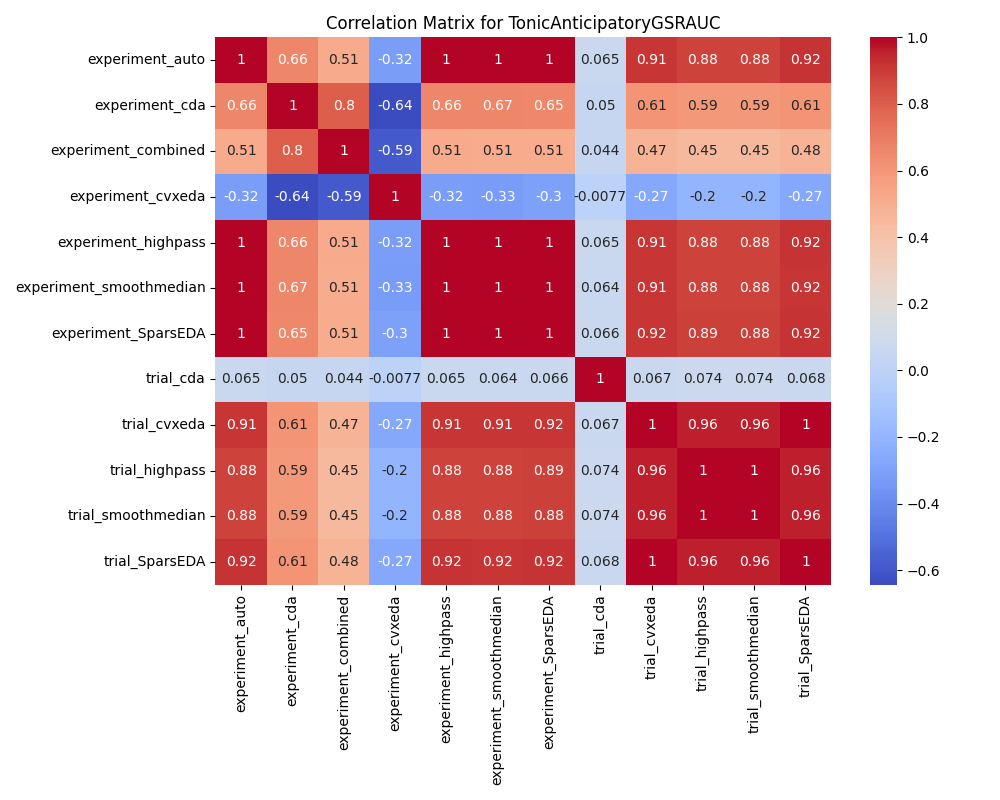 Correlation Matrix for TonicAnticipatoryGSRAUC
experiment_auto 1 0.66 0.51 -0.32 1 1 1 0.065 0.91 0.88 0.88 0.92
experiment_cda 0.66 1 0.8 -0.64 0.66 0.67 0.65 0.05 0.61 0.59 0.59 0.61
experiment_combined 0.51 0.8 1 -0.59 0.51 0.51 0.51 0.044 0.47 0.45 0.45 0.48
experiment_cvxeda -0.32 -0.64 -0.59 1 -0.32 -0.33 -0.3 -0.0077 -0.27 -0.2 -0.2 -0.27
experiment_highpass 1 0.66 0.51 -0.32 1 1 1 0.065 0.91 0.88 0.88 0.92
experiment_smoothmedian 1 0.67 0.51 -0.33 1 1 1 0.064 0.91 0.88 0.88 0.92
experiment_SparsEDA 1 0.65 0.51 -0.3 1 1 1 0.066 0.92 0.89 0.88 0.92
trial_cda 0.065 0.05 0.044 -0.0077 0.065 0.064 0.066 1 0.067 0.074 0.074 0.068
trial_cvxeda 0.91 0.61 0.47 -0.27 0.91 0.91 0.92 0.067 1 0.96 0.96 1
trial_highpass 0.88 0.59 0.45 -0.2 0.88 0.88 0.89 0.074 0.96 1 1 0.96
trial_smoothmedian 0.88 0.59 0.45 -0.2 0.88 0.88 0.88 0.074 0.96 1 1 0.96
trial_SparsEDA 0.92 0.61 0.48 -0.27 0.92 0.92 0.92 0.068 1 0.96 0.96 1
experiment_auto
experiment_cda
experiment_combined
experiment_cvxeda
experiment_highpass
experiment_smoothmedian
experiment_SparsEDA
trial_cda
trial_cvxeda
trial_highpass
trial_smoothmedian
trial_SparsEDA
1.0
0.8
0.6
0.4
0.2
0.0
−0.2
−0.4
−0.6